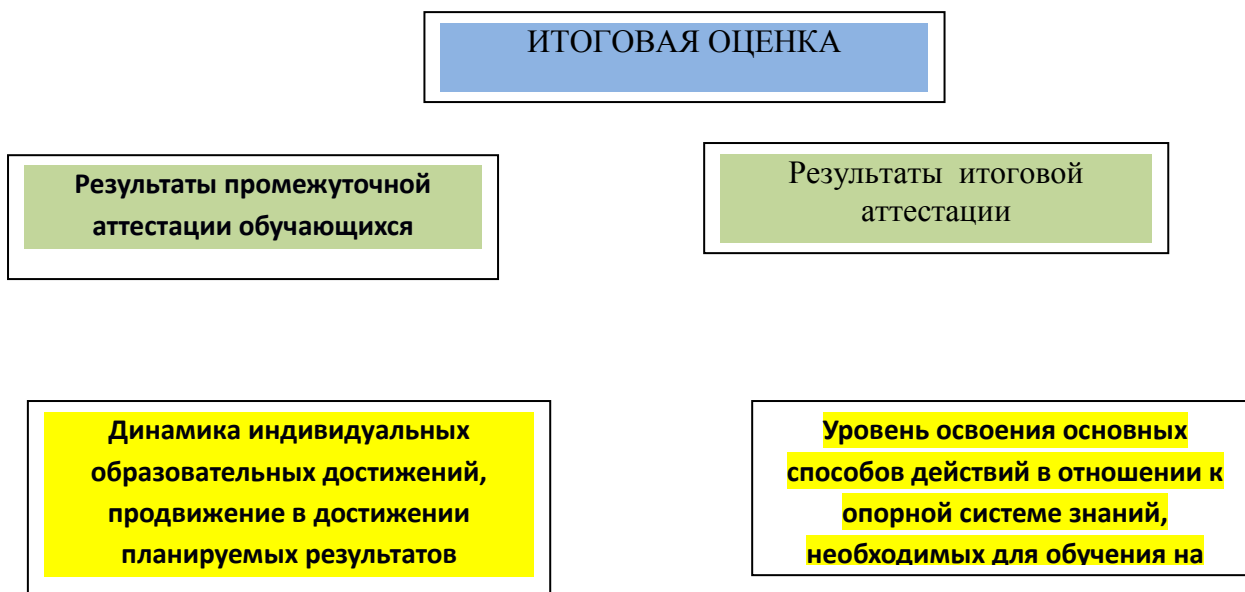 ИТОГОВАЯ ОЦЕНКА
Результаты промежуточной
аттестации обучающихся
Результаты итоговой
аттестации
Динамика индивидуальных
образовательных достижений,
продвижение в достижении
планируемых результатов
Уровень освоения основных
способов действий в отношении к
опорной системе знаний,
необходимых для обучения на